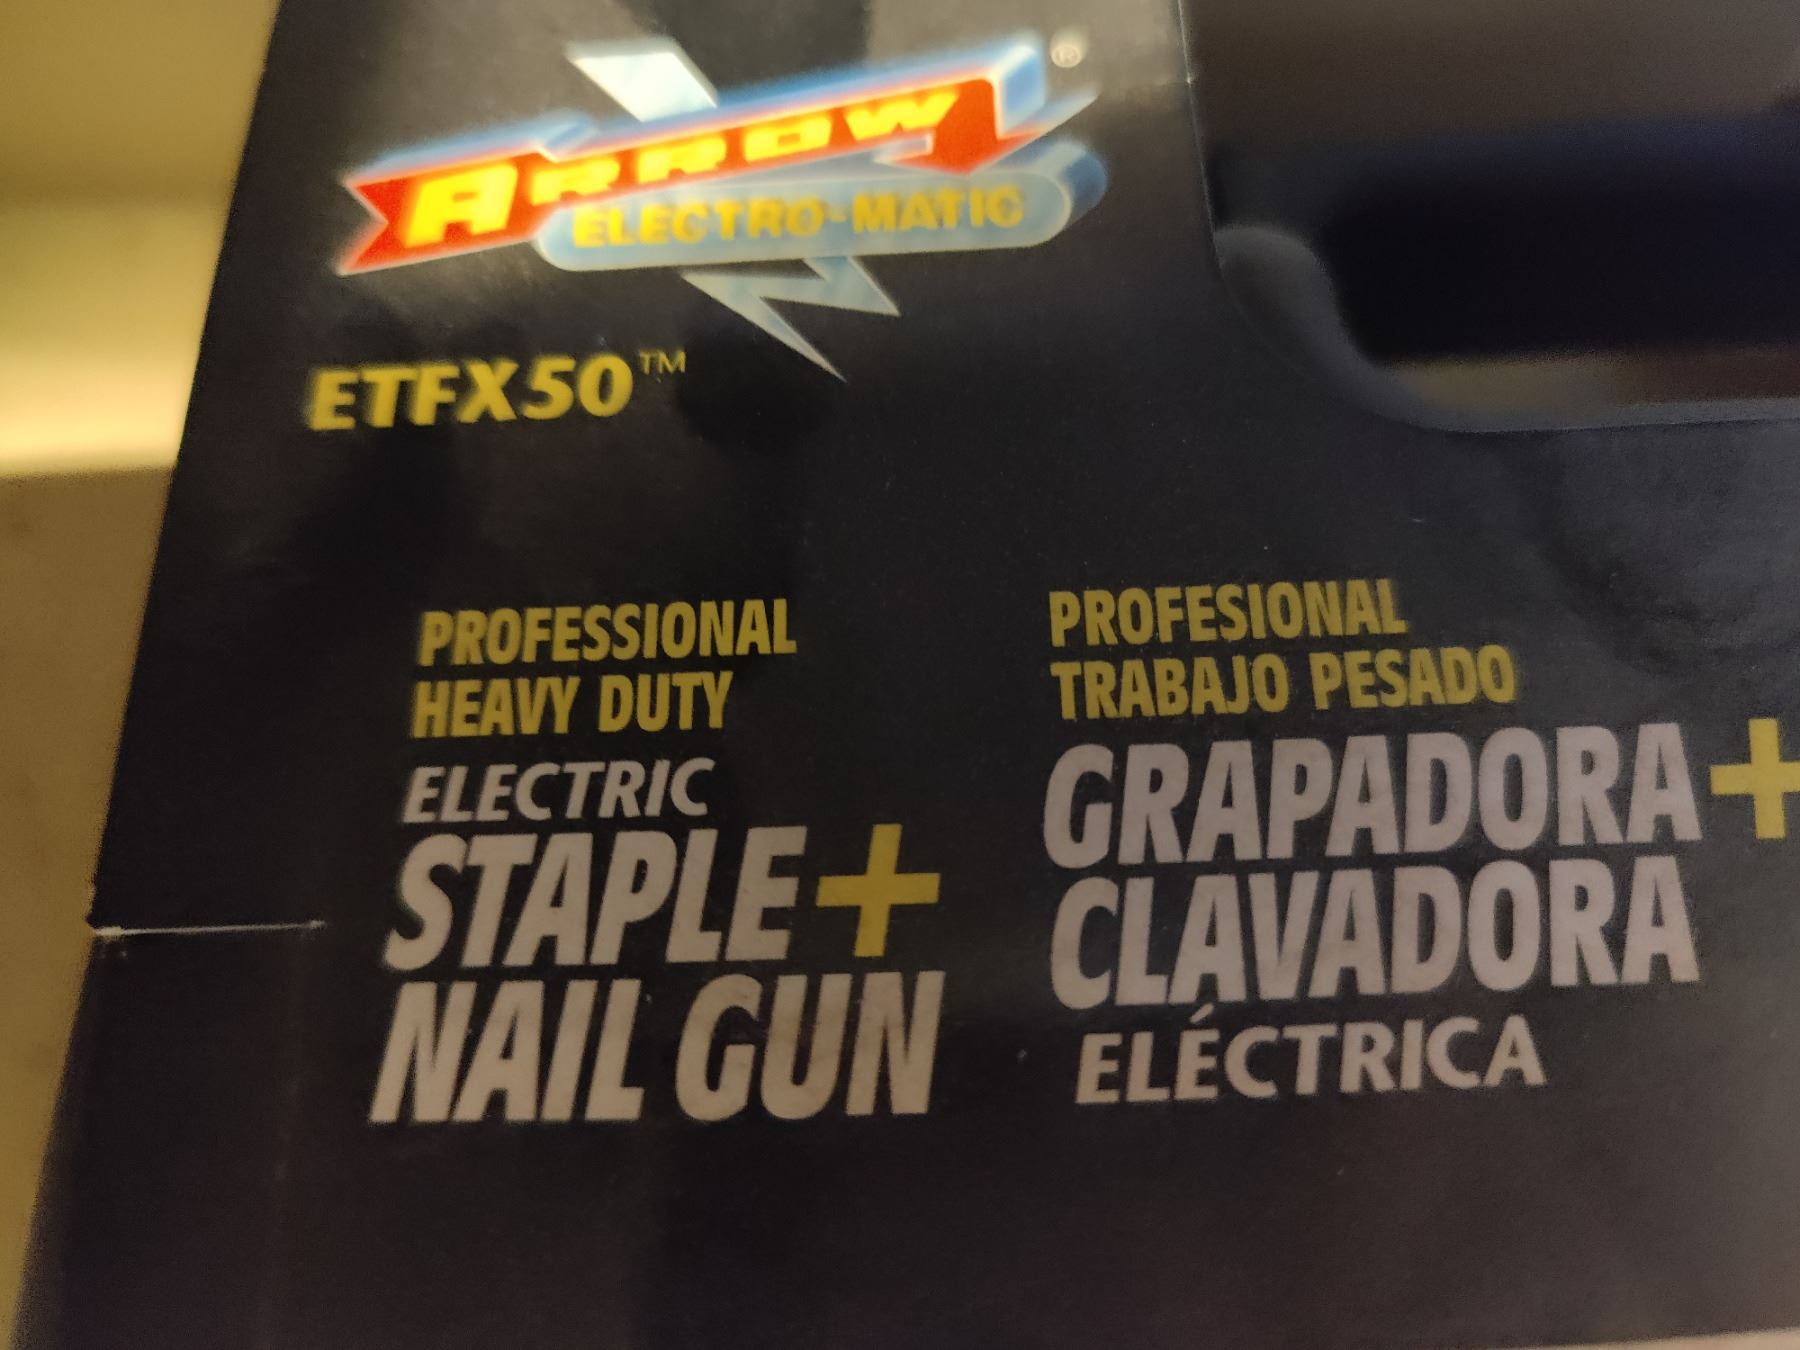 ARROW®
ELECTRO-MATIC
ETFX50™
PROFESSIONAL
HEAVY DUTY
ELECTRIC
STAPLE+
NAIL GUN
PROFESIONAL
TRABAJO PESADO
GRAPADORA+
CLAVADORA
ELÉCTRICA